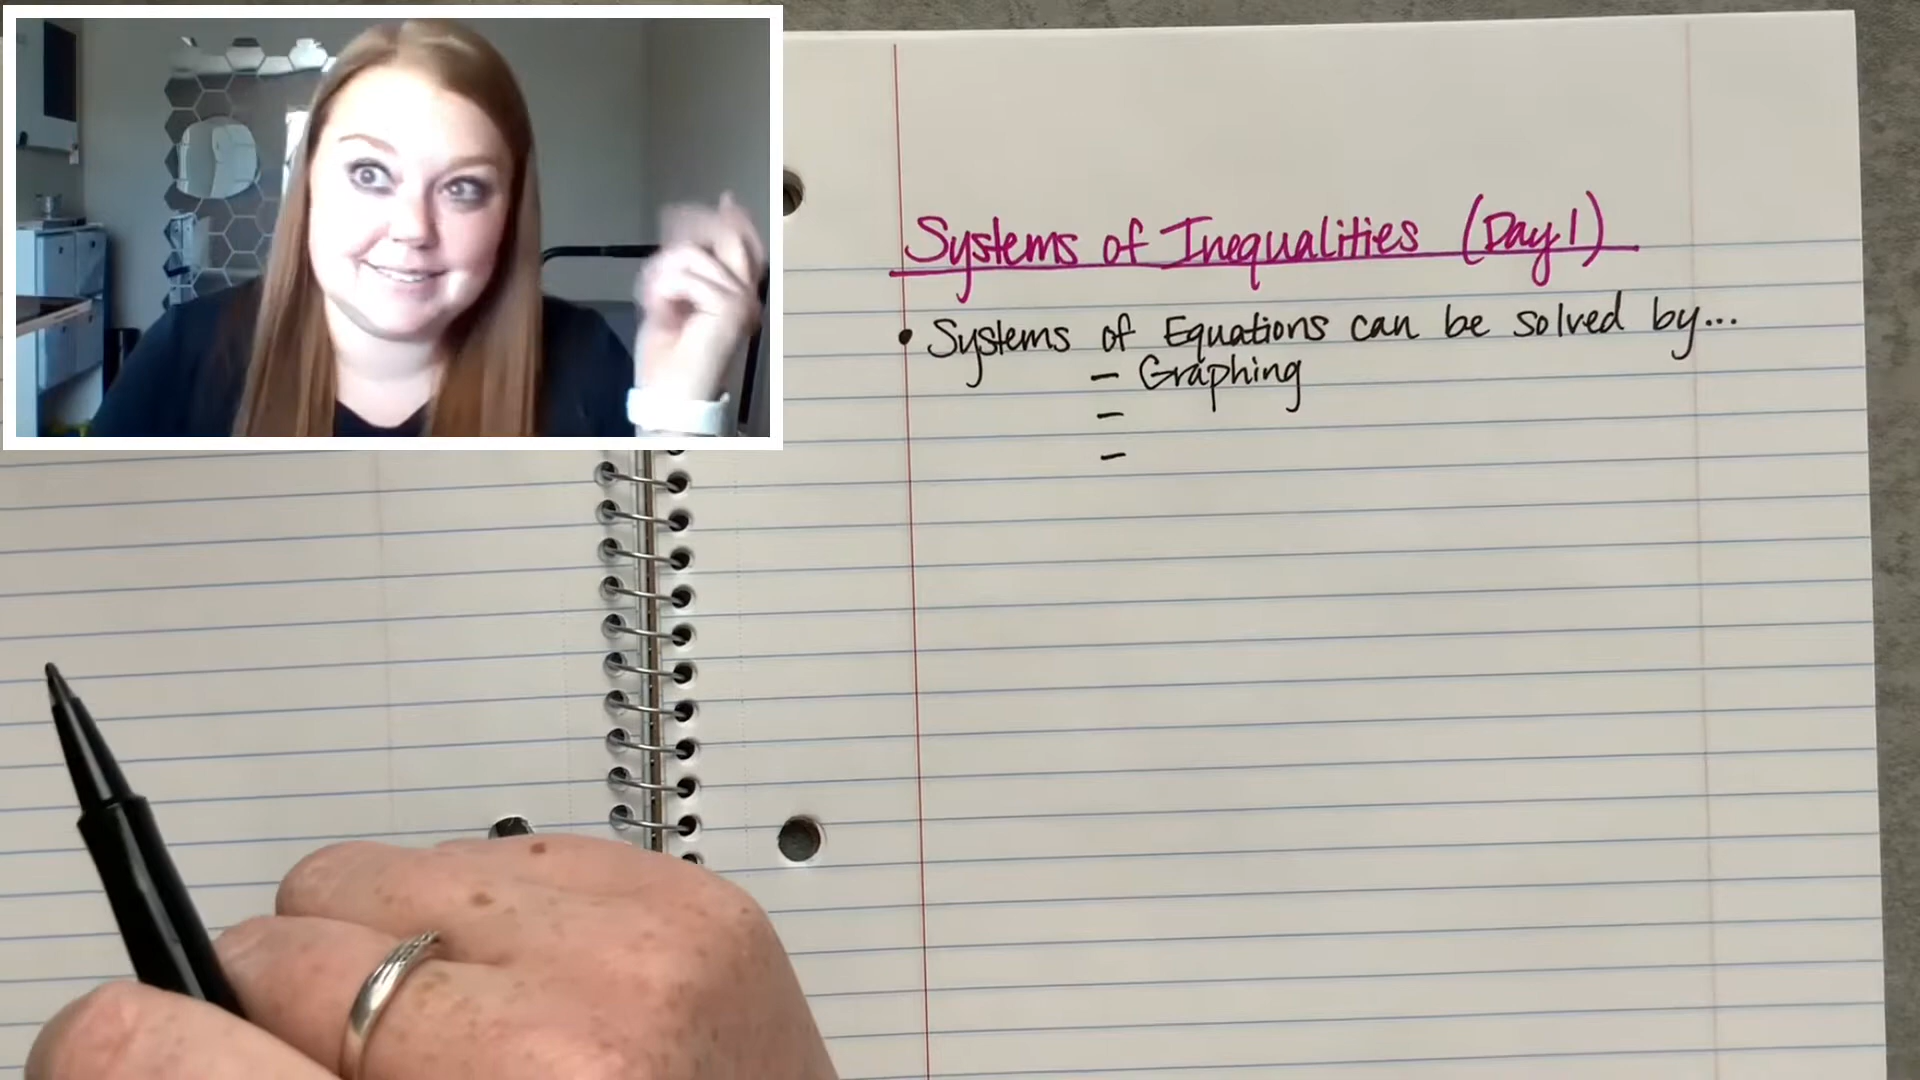 Systems of Inequalities (Day 1)
• Systems of Equations can be solved by...
– Graphing
–
–